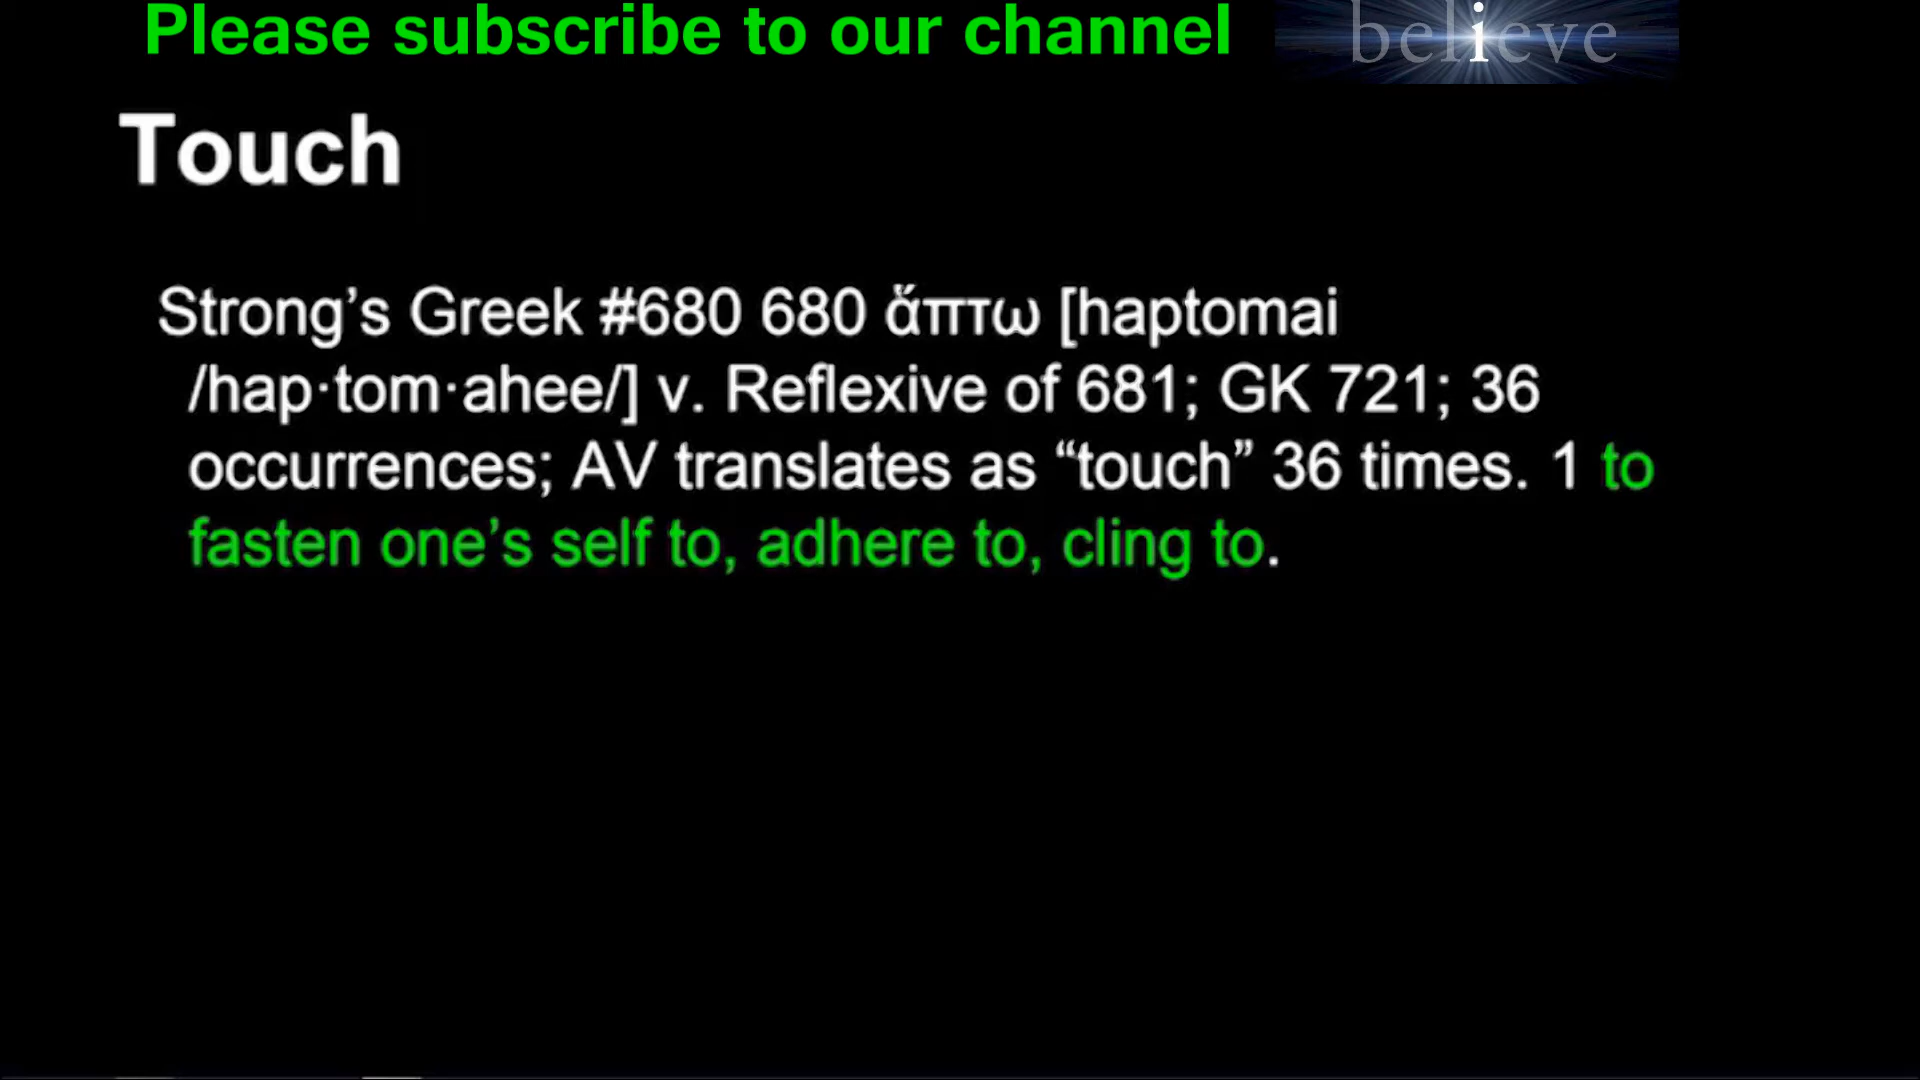 Please subscribe to our channel
believe
Touch
Strong’s Greek #680 680 ἅπτω [haptomai
/hap·tom·ahee/] v. Reflexive of 681; GK 721; 36
occurrences; AV translates as “touch” 36 times. 1 to
fasten one’s self to, adhere to, cling to.